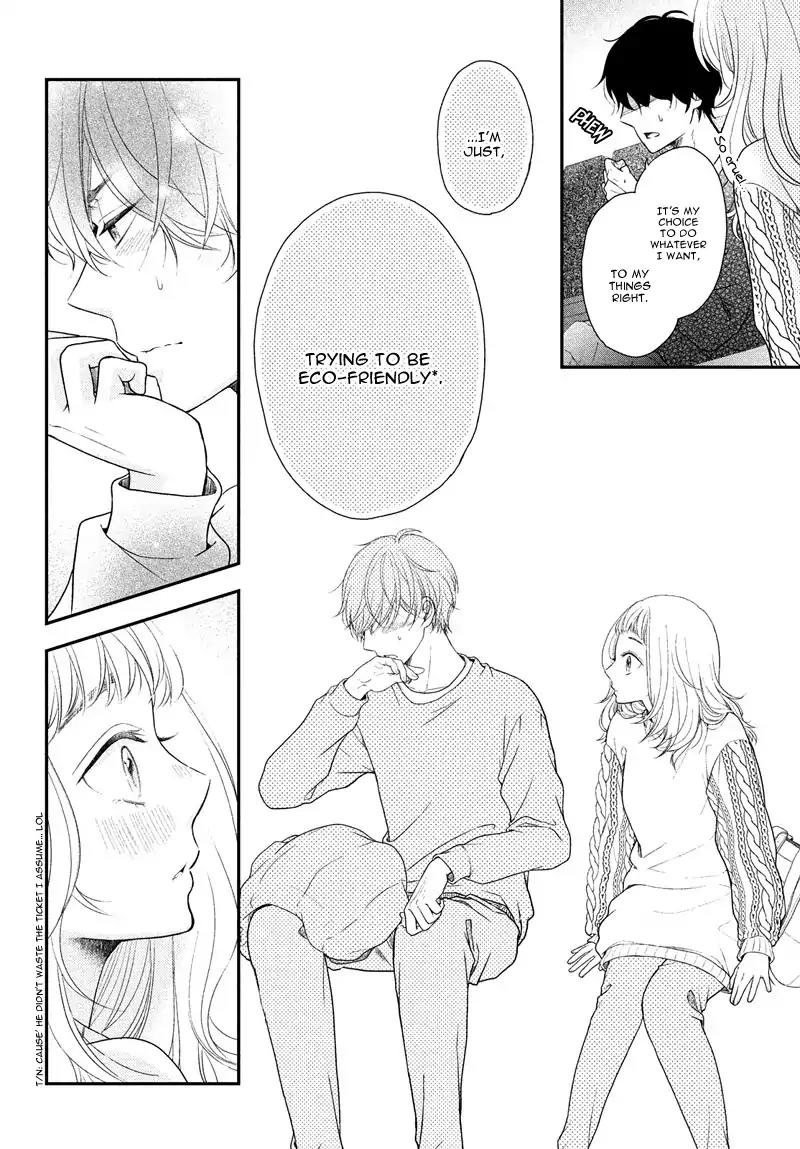 PHEW
SO CRUEL
IT'S MY
CHOICE
TO DO
WHATEVER
I WANT,
TO MY
THINGS
RIGHT.
...I'M
JUST,
TRYING TO BE
ECO-FRIENDLY*.
T/N: CAUSE' HE DIDN'T WASTE THE TICKET I ASSUME... LOL